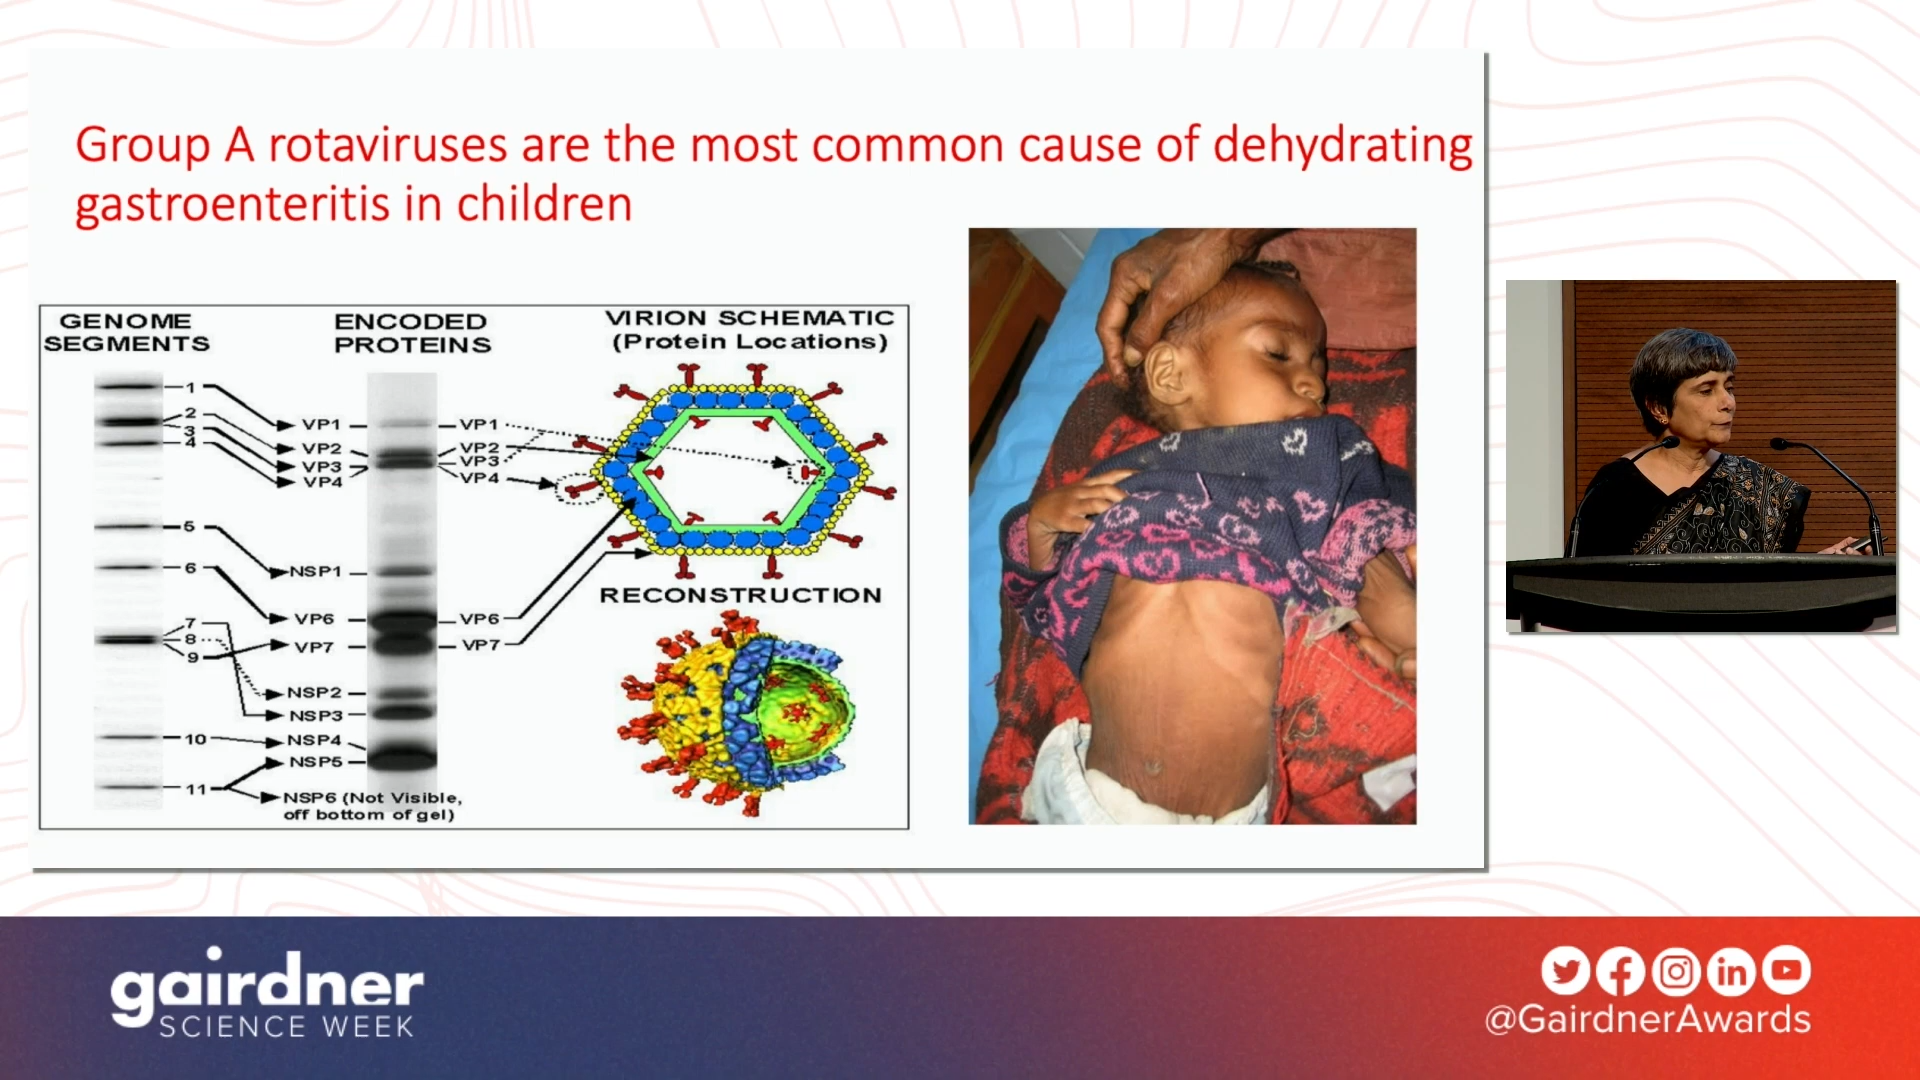 Group A rotaviruses are the most common cause of dehydrating
gastroenteritis in children
GENOME
SEGMENTS
ENCODED
PROTEINS
VIRION SCHEMATIC
(Protein Locations)
1
2
3
4
5
6
7
8
9
10
11
VP1
VP2
VP3
VP4
NSP1
VP6
VP7
NSP2
NSP3
NSP4
NSP5
NSP6 (Not Visible,
off bottom of gel)
VP1
VP2
VP3
VP4
VP6
VP7
RECONSTRUCTION
gairdner
SCIENCE WEEK
in
@GairdnerAwards